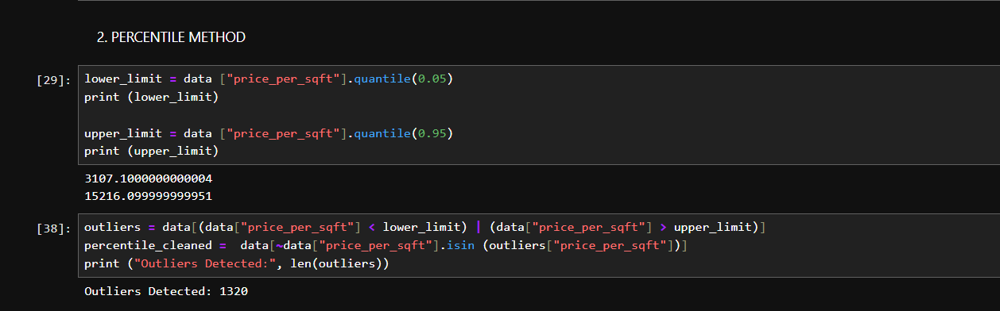 2. PERCENTILE METHOD
[29]:
lower_limit = data ["price_per_sqft"].quantile(0.05)
print (lower_limit)
upper_limit = data ["price_per_sqft"].quantile(0.95)
print (upper_limit)
3107.1000000000004
15216.099999999951
[38]:
outliers = data[(data["price_per_sqft"] < lower_limit) | (data["price_per_sqft"] > upper_limit)]
percentile_cleaned =  data[~data["price_per_sqft"].isin (outliers["price_per_sqft"])]
print ("Outliers Detected:", len(outliers))
Outliers Detected: 1320